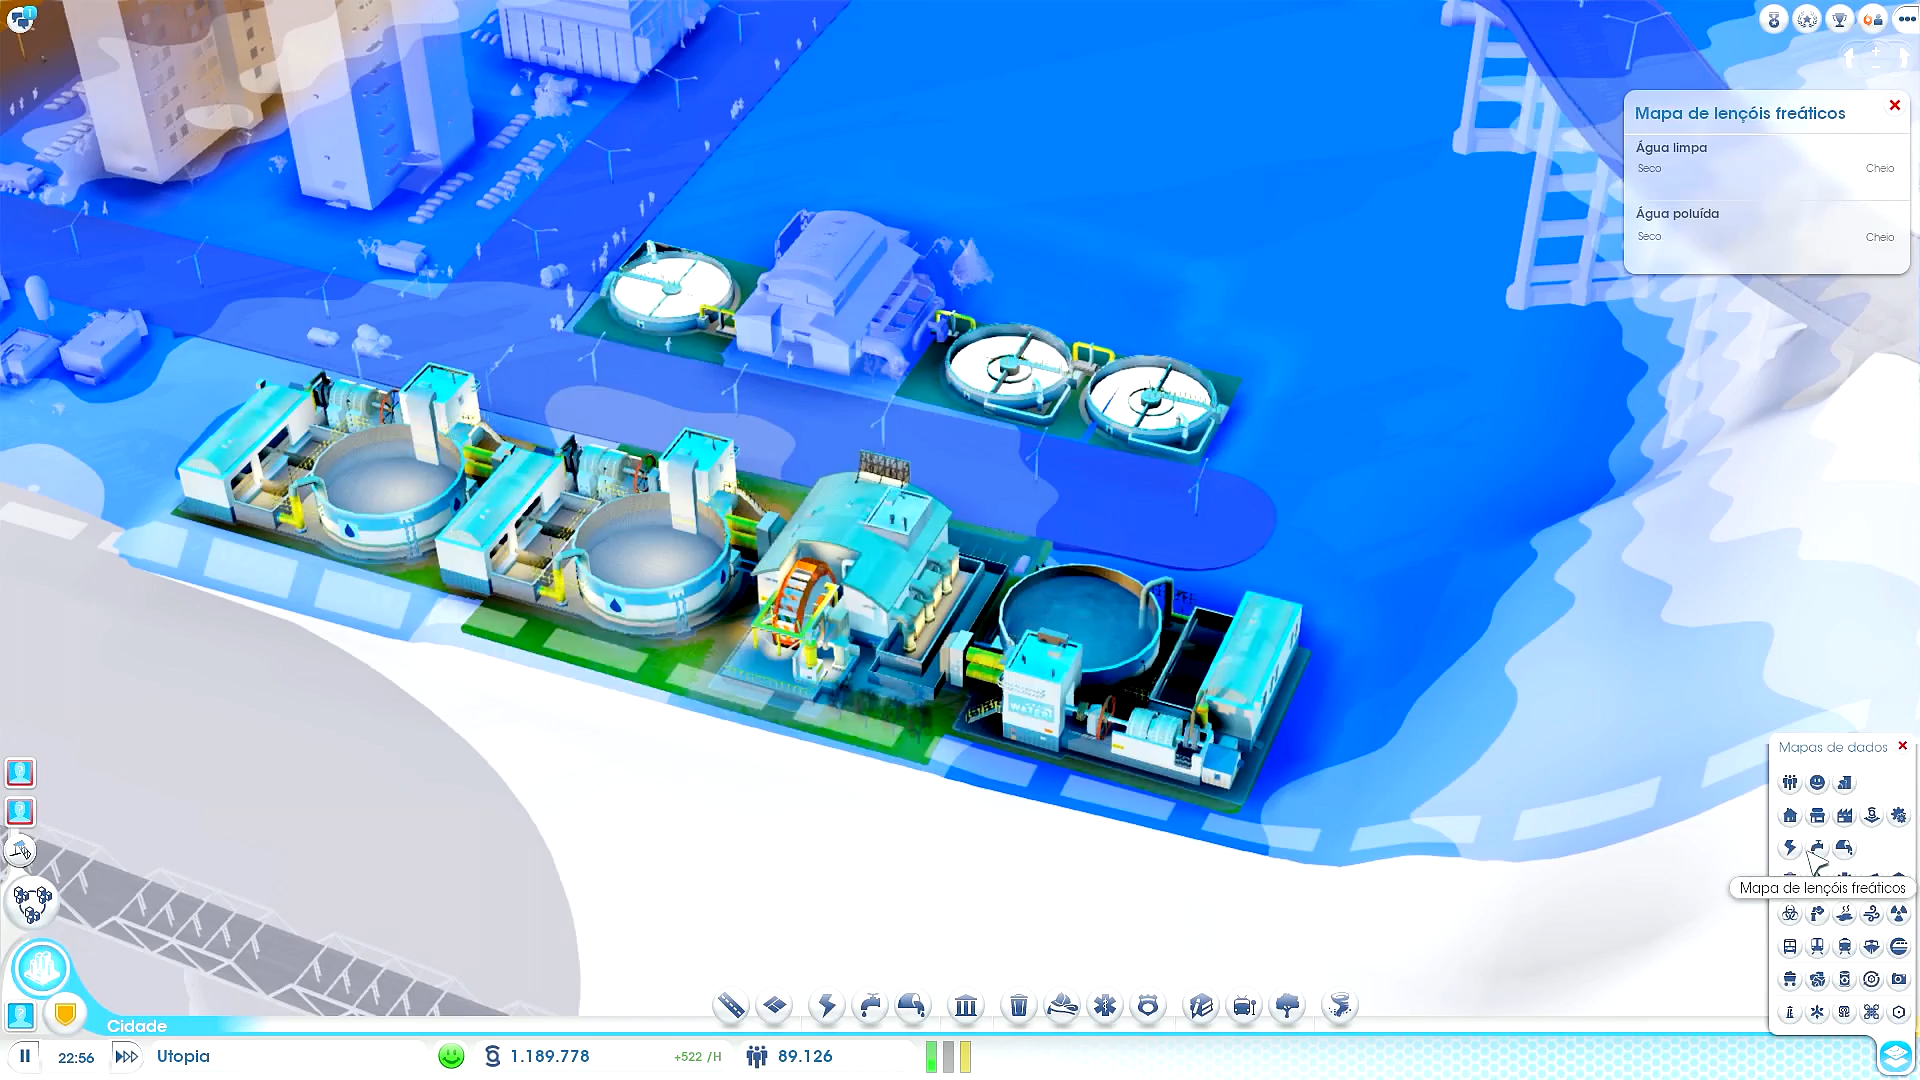 Mapa de lençóis freáticos
Água limpa
Seco Cheio
Água poluída
Seco Cheio
WATER
Mapas de dados
Mapa de lençóis freáticos
Cidade
22:56 Utopia 1.189.778 +522 /H 89.126